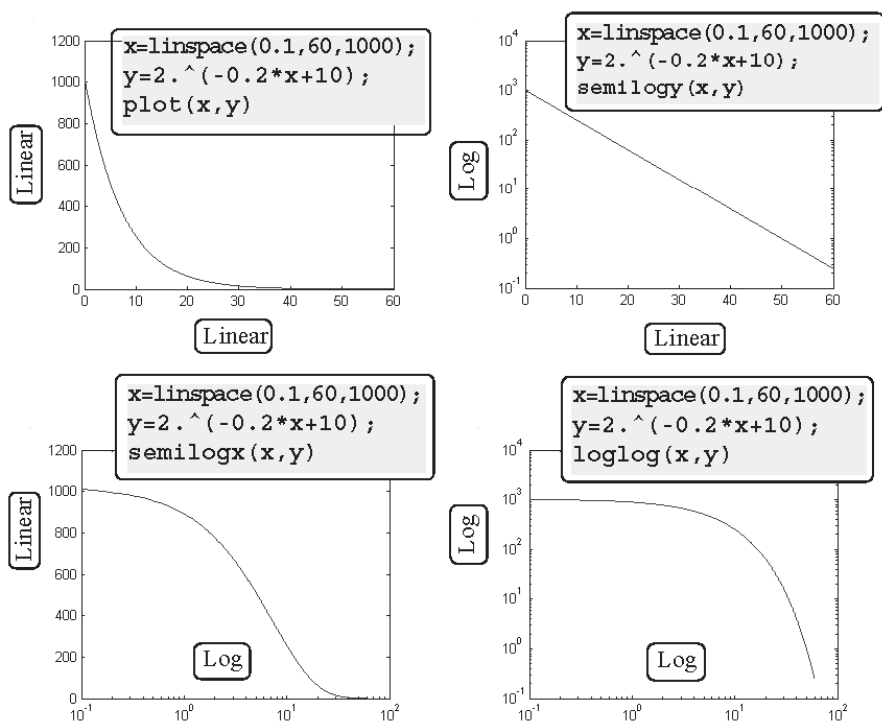 x=linspace(0.1,60,1000);
y=2.^(-0.2*x+10);
plot(x,y)
1200
1000
800
600
400
200
0
Linear
0 10 20 30 40 50 60
Linear
x=linspace(0.1,60,1000);
y=2.^(-0.2*x+10);
semilogy(x,y)
10^4
10^3
10^2
10^1
10^0
10^-1
Log
0 10 20 30 40 50 60
Linear
x=linspace(0.1,60,1000);
y=2.^(-0.2*x+10);
semilogx(x,y)
1200
1000
800
600
400
200
0
Linear
Log
10^-1 10^0 10^1 10^2
x=linspace(0.1,60,1000);
y=2.^(-0.2*x+10);
loglog(x,y)
10^4
10^3
10^2
10^1
10^0
10^-1
Log
Log
10^-1 10^0 10^1 10^2